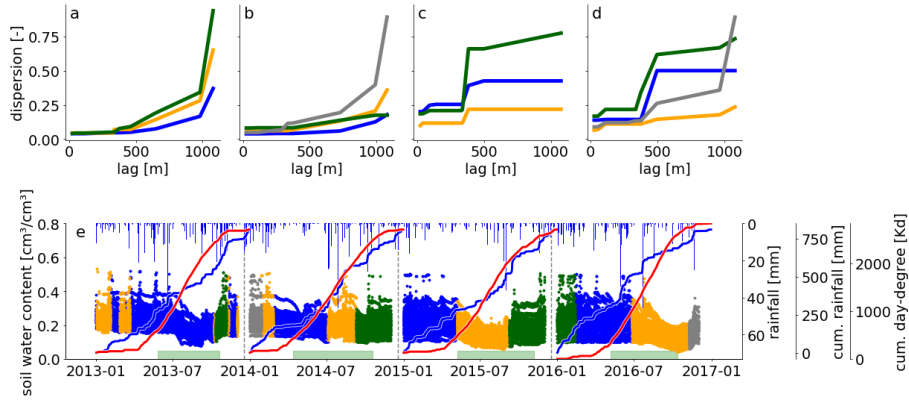 a
b
c
d
dispersion [-]
0.75
0.50
0.25
0.00
0
500
1000
0
500
1000
0
500
1000
0
500
1000
lag [m]
lag [m]
lag [m]
lag [m]
e
soil water content [cm³/cm³]
0.8
0.6
0.4
0.2
0.0
2013-01
2013-07
2014-01
2014-07
2015-01
2015-07
2016-01
2016-07
2017-01
0
20
40
60
rainfall [mm]
750
500
250
0
cum. rainfall [mm]
2000
1000
0
cum. day-degree [Kd]